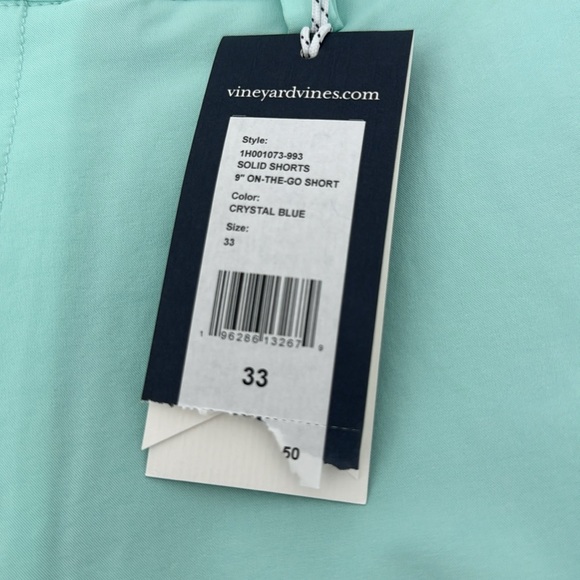 vineyardvines.com
Style:
1H001073-993
SOLID SHORTS
9" ON-THE-GO SHORT
Color:
CRYSTAL BLUE
Size:
33
1 96286 13267 9
33
50